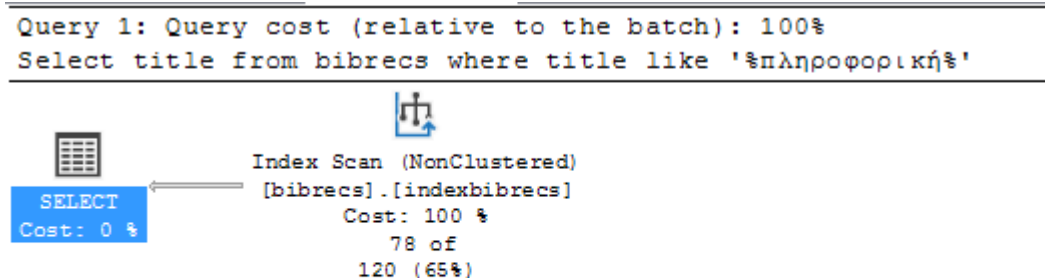 Query 1: Query cost (relative to the batch): 100%
Select title from bibrecs where title like '%πληροφορική%'
Index Scan (NonClustered)
[bibrecs].[indexbibrecs]
Cost: 100 %
78 of
120 (65%)
SELECT
Cost: 0 %